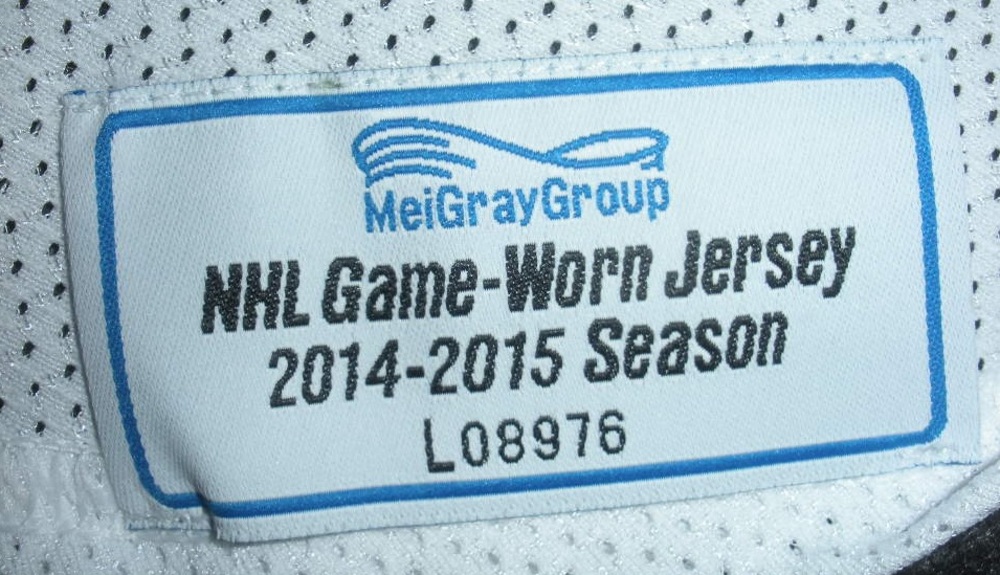 MeiGrayGroup
NHL Game-Worn Jersey
2014-2015 Season
L08976